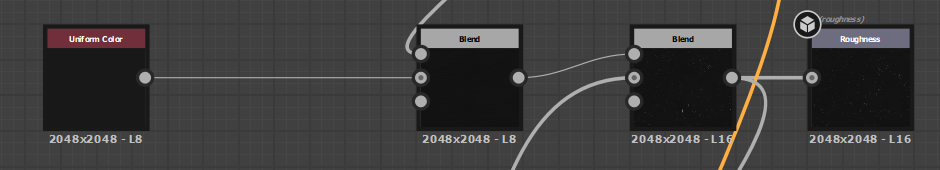 (roughness)
Uniform Color
Blend
Blend
Roughness
2048x2048 - L8
2048x2048 - L8
2048x2048 - L16
2048x2048 - L16